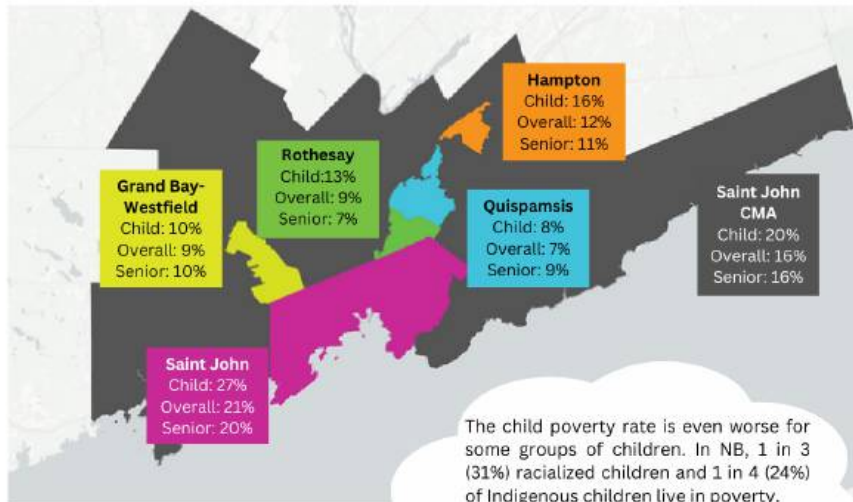 Hampton
Child: 16%
Overall: 12%
Senior: 11%
Rothesay
Child:13%
Overall: 9%
Senior: 7%
Grand Bay-
Westfield
Child: 10%
Overall: 9%
Senior: 10%
Quispamsis
Child: 8%
Overall: 7%
Senior: 9%
Saint John
CMA
Child: 20%
Overall: 16%
Senior: 16%
Saint John
Child: 27%
Overall: 21%
Senior: 20%
The child poverty rate is even worse for
some groups of children. In NB, 1 in 3
(31%) racialized children and 1 in 4 (24%)
of Indigenous children live in poverty.